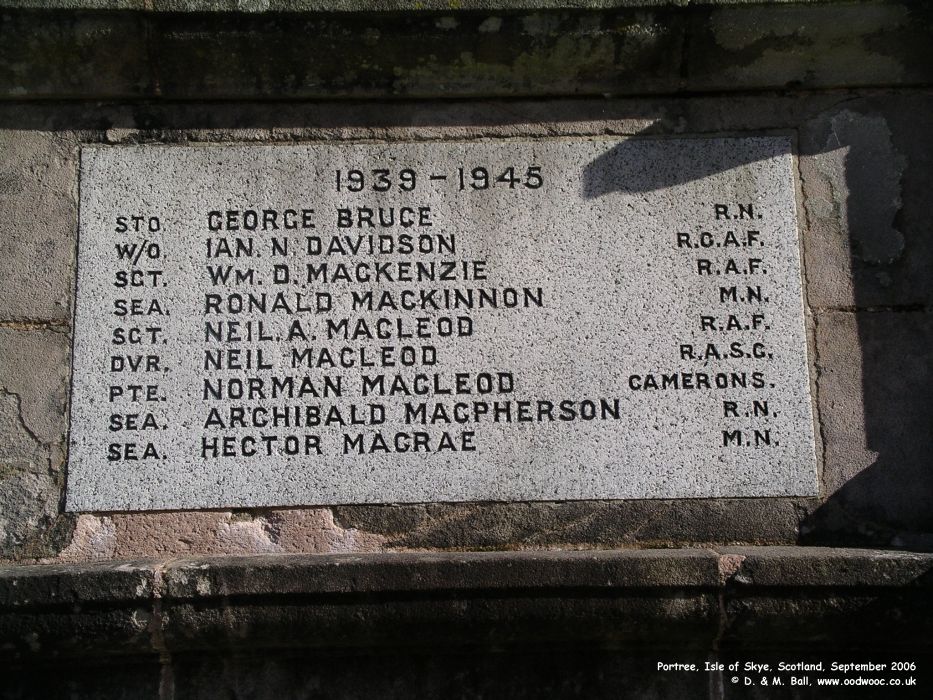 1939-1945
STO GEORGE BRUCE R.N.
W/O. IAN. N. DAVIDSON R.C.A.F.
SGT. WM. D. MACKENZIE R.A.F.
SEA. RONALD MACKINNON M.N.
SGT. NEIL. A. MACLEOD R.A.F.
DVR. NEIL MACLEOD R.A.S.C.
PTE. NORMAN MACLEOD CAMERONS.
SEA. ARCHIBALD MACPHERSON R.N.
SEA. HECTOR MACRAE M.N.
Portree, Isle of Skye, Scotland, September 2006
© D. & M. Ball, www.oodwooc.co.uk